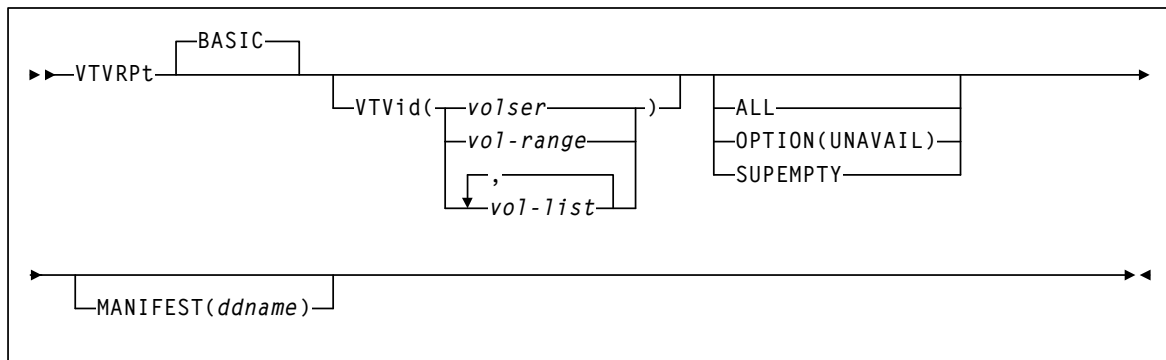 BASIC
VTVRPt
VTVid( volser ) ALL
vol-range OPTION(UNAVAIL)
, SUPEMPTY
vol-list
MANIFEST(ddname)